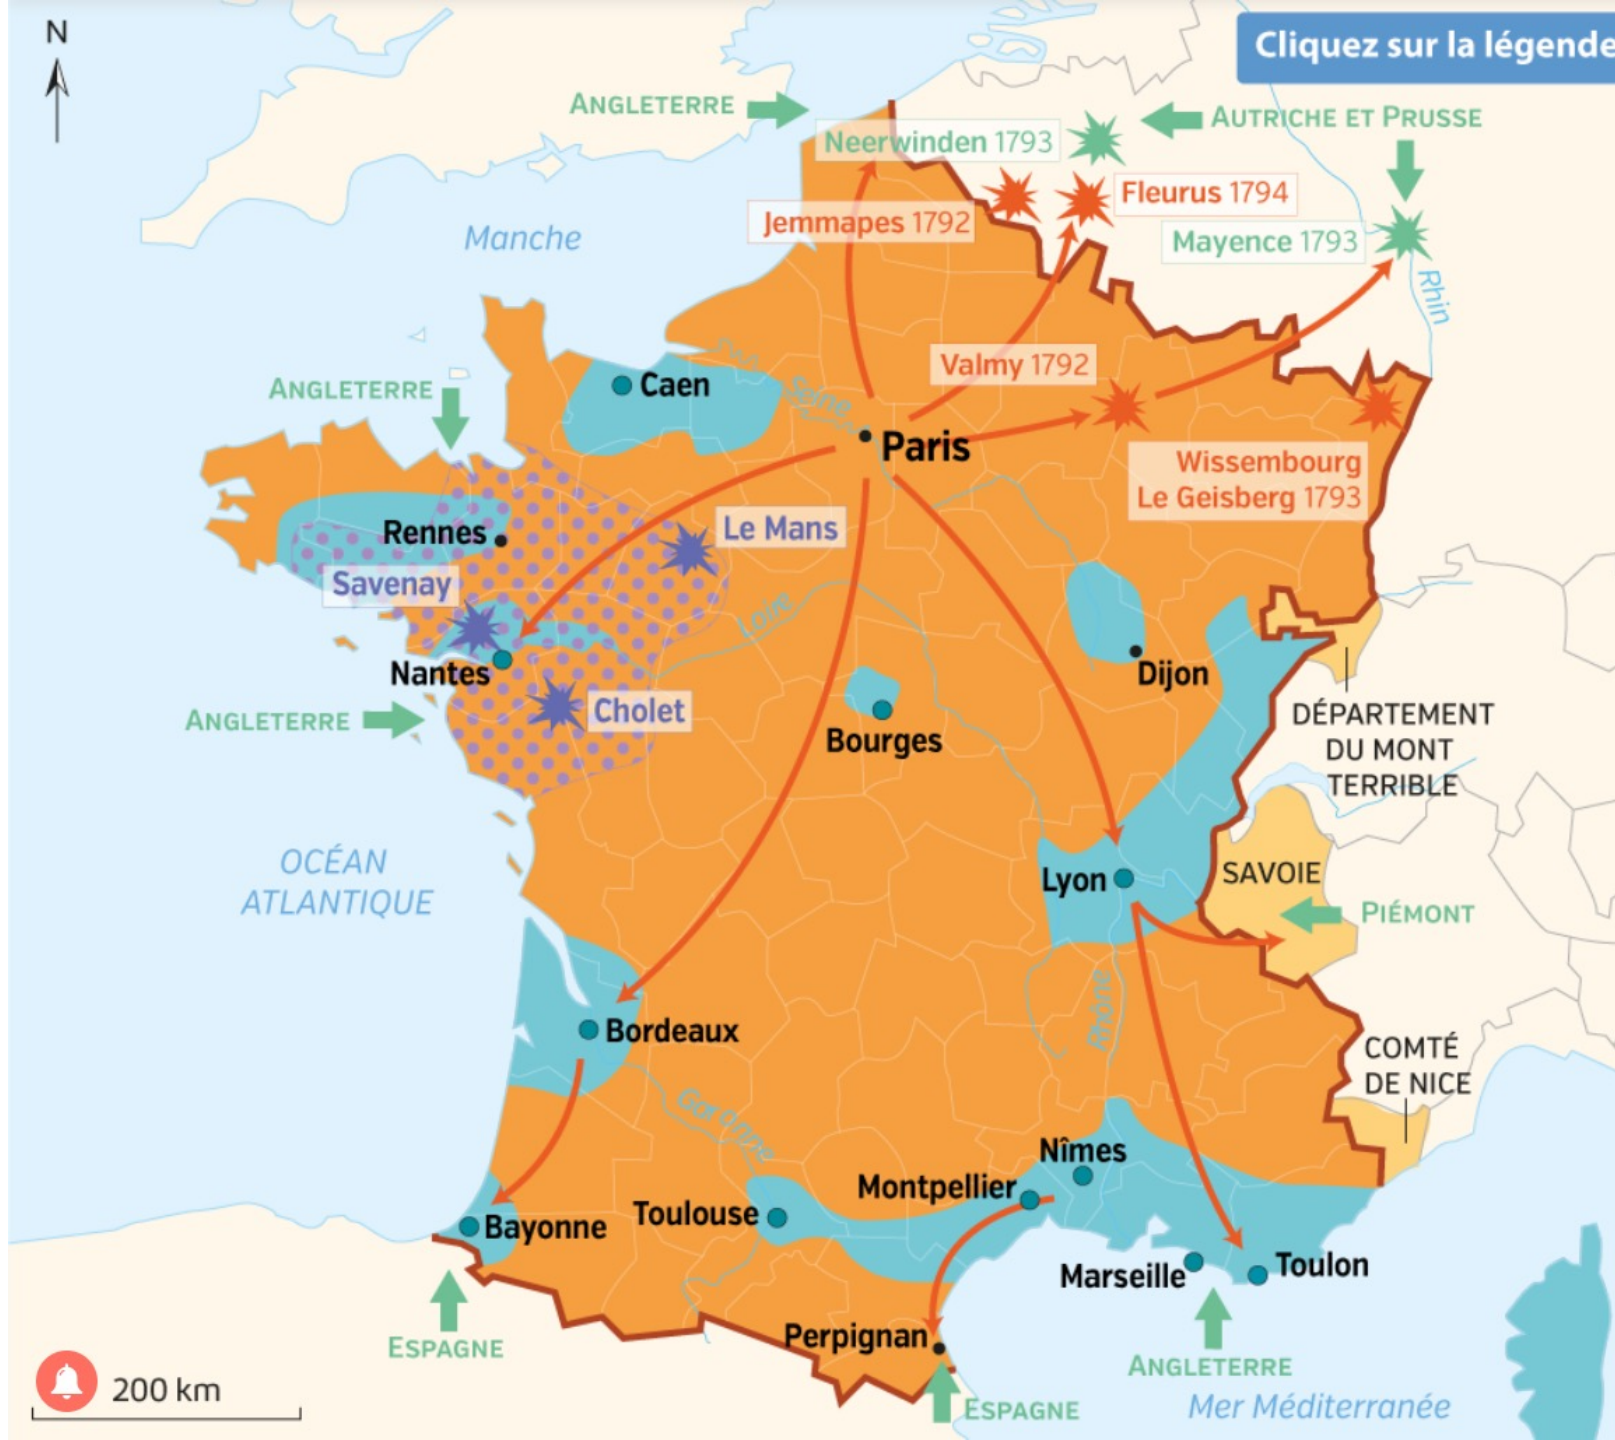 N
Cliquez sur la légende
ANGLETERRE
AUTRICHE ET PRUSSE
Neerwinden 1793
Fleurus 1794
Jemmapes 1792
Mayence 1793
Manche
Rhin
Valmy 1792
ANGLETERRE
Caen
Seine
Paris
Wissembourg
Le Geisberg 1793
Rennes
Le Mans
Savenay
Loire
Nantes
Dijon
Cholet
ANGLETERRE
Bourges
DÉPARTEMENT
DU MONT
TERRIBLE
OCÉAN
ATLANTIQUE
Lyon
SAVOIE
PIÉMONT
Rhône
Bordeaux
COMTÉ
DE NICE
Garonne
Nîmes
Montpellier
Toulouse
Bayonne
Marseille
Toulon
ESPAGNE
Perpignan
ANGLETERRE
200 km
ESPAGNE
Mer Méditerranée